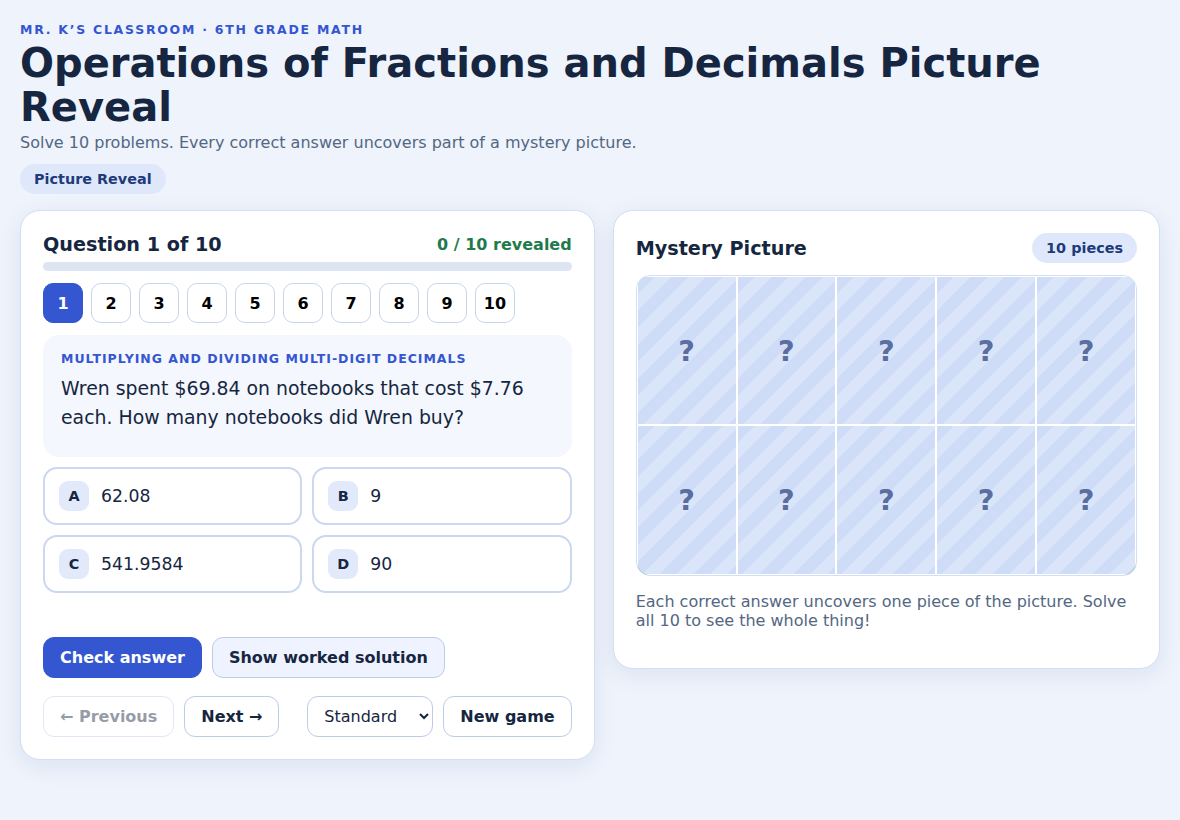 MR. K’S CLASSROOM · 6TH GRADE MATH
Operations of Fractions and Decimals Picture
Reveal
Solve 10 problems. Every correct answer uncovers part of a mystery picture.
Picture Reveal
Question 1 of 10
0 / 10 revealed
1 2 3 4 5 6 7 8 9 10
MULTIPLYING AND DIVIDING MULTI-DIGIT DECIMALS
Wren spent $69.84 on notebooks that cost $7.76
each. How many notebooks did Wren buy?
A 62.08
B 9
C 541.9584
D 90
Check answer
Show worked solution
← Previous
Next →
Standard
New game
Mystery Picture
10 pieces
? ? ? ? ?
? ? ? ? ?
Each correct answer uncovers one piece of the picture. Solve
all 10 to see the whole thing!